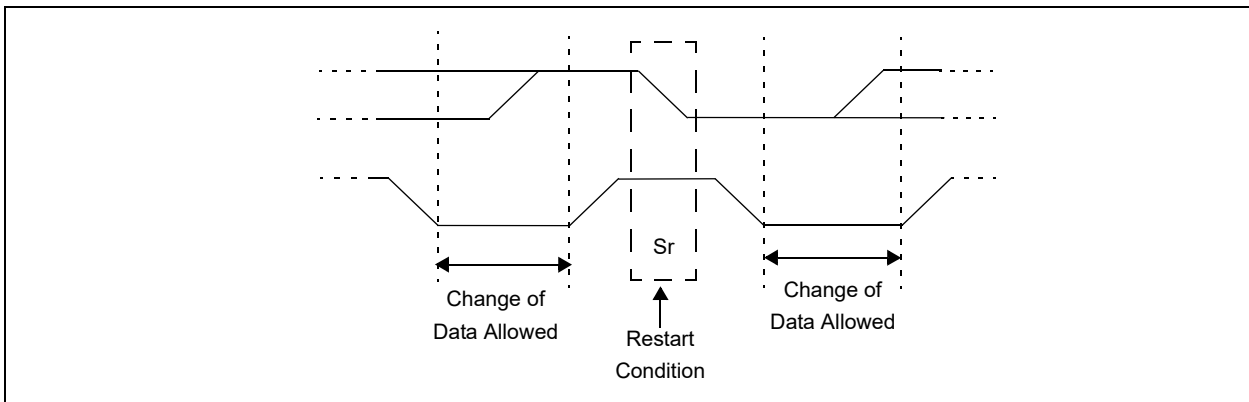 Sr
Change of
Data Allowed
Restart
Condition
Change of
Data Allowed